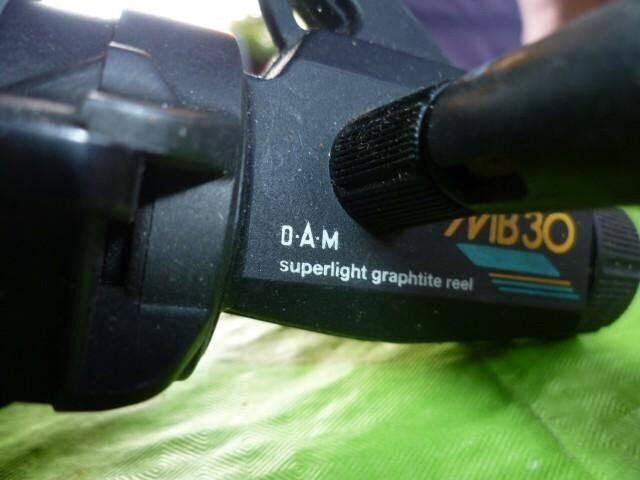 D·A·M
superlight graphtite reel
MB30